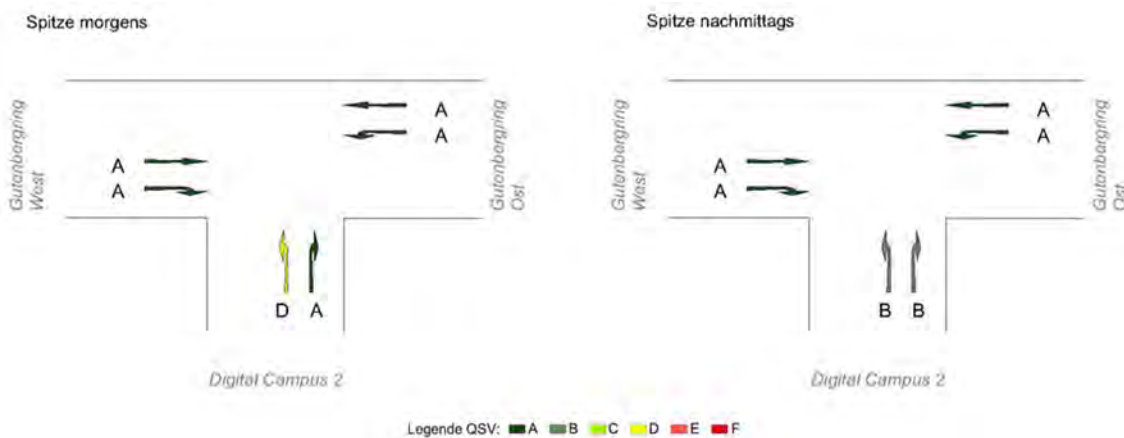 Spitze morgens
Spitze nachmittags
Gutenbergring
West
A
A
A
A
Gutenbergring
Ost
D A
Digital Campus 2
Gutenbergring
West
A
A
A
A
Gutenbergring
Ost
B B
Digital Campus 2
Legende QSV: A B C D E F